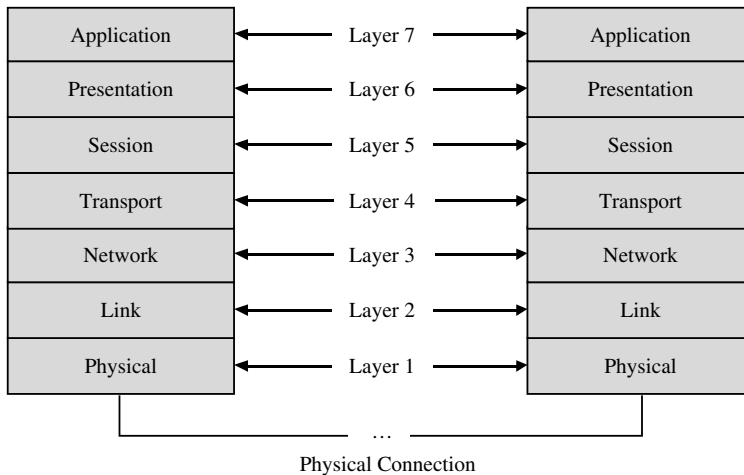 Application Layer 7 Application
Presentation Layer 6 Presentation
Session Layer 5 Session
Transport Layer 4 Transport
Network Layer 3 Network
Link Layer 2 Link
Physical Layer 1 Physical
...
Physical Connection